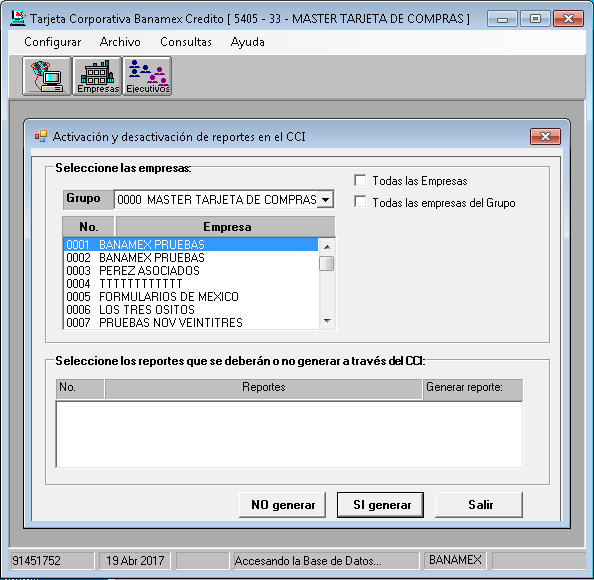 Tarjeta Corporativa Banamex Credito [ 5405 - 33 - MASTER TARJETA DE COMPRAS ]
Configurar Archivo Consultas Ayuda
Empresas Ejecutivos
Activación y desactivación de reportes en el CCI
Seleccione las empresas:
Todas las Empresas
Grupo 0000 MASTER TARJETA DE COMPRAS
Todas las empresas del Grupo
No. Empresa
0001 BANAMEX PRUEBAS
0002 BANAMEX PRUEBAS
0003 PEREZ ASOCIADOS
0004 TTTTTTTTTTTT
0005 FORMULARIOS DE MEXICO
0006 LOS TRES OSITOS
0007 PRUEBAS NOV VEINTITRES
Seleccione los reportes que se deberán o no generar a través del CCI:
No. Reportes Generar reporte:
NO generar SI generar Salir
91451752 19 Abr 2017 Accesando la Base de Datos... BANAMEX